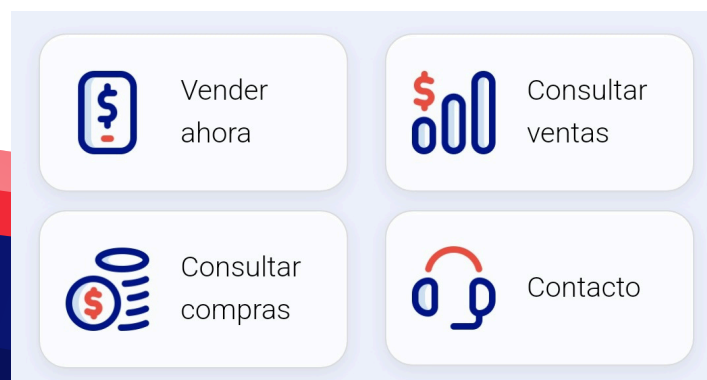 Vender
ahora
Consultar
ventas
Consultar
compras
Contacto